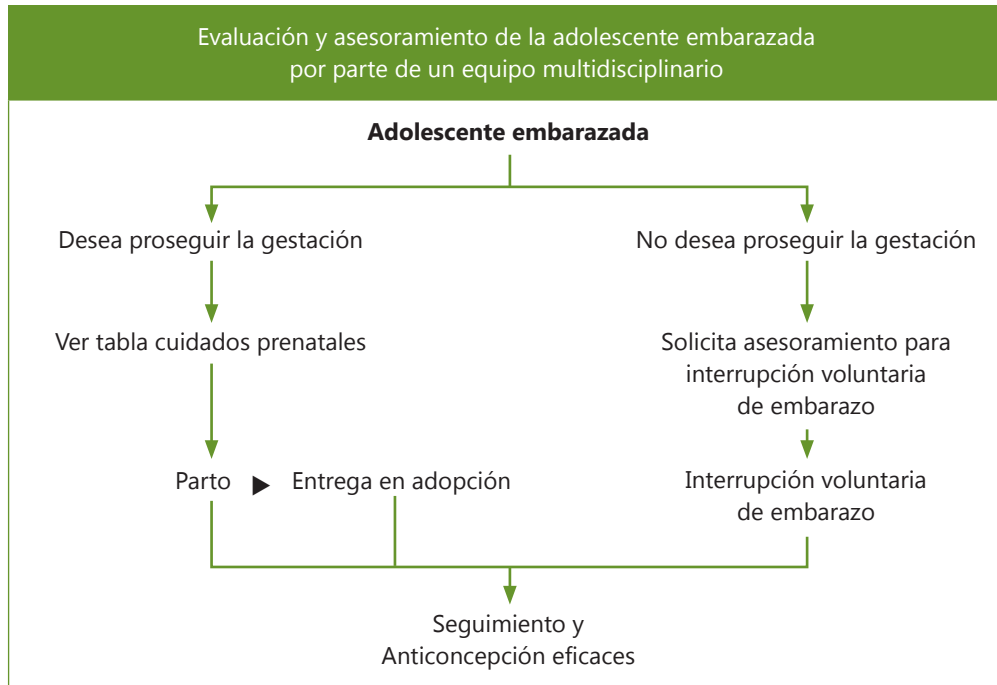 Evaluación y asesoramiento de la adolescente embarazada
por parte de un equipo multidisciplinario
Adolescente embarazada
Desea proseguir la gestación
No desea proseguir la gestación
Ver tabla cuidados prenatales
Solicita asesoramiento para
interrupción voluntaria
de embarazo
Parto
Entrega en adopción
Interrupción voluntaria
de embarazo
Seguimiento y
Anticoncepción eficaces